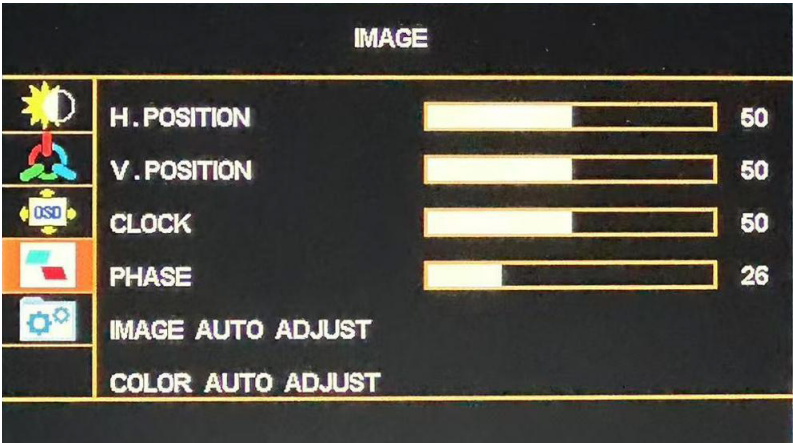 IMAGE
H.POSITION 50
V.POSITION 50
OSD
CLOCK 50
PHASE 26
IMAGE AUTO ADJUST
COLOR AUTO ADJUST